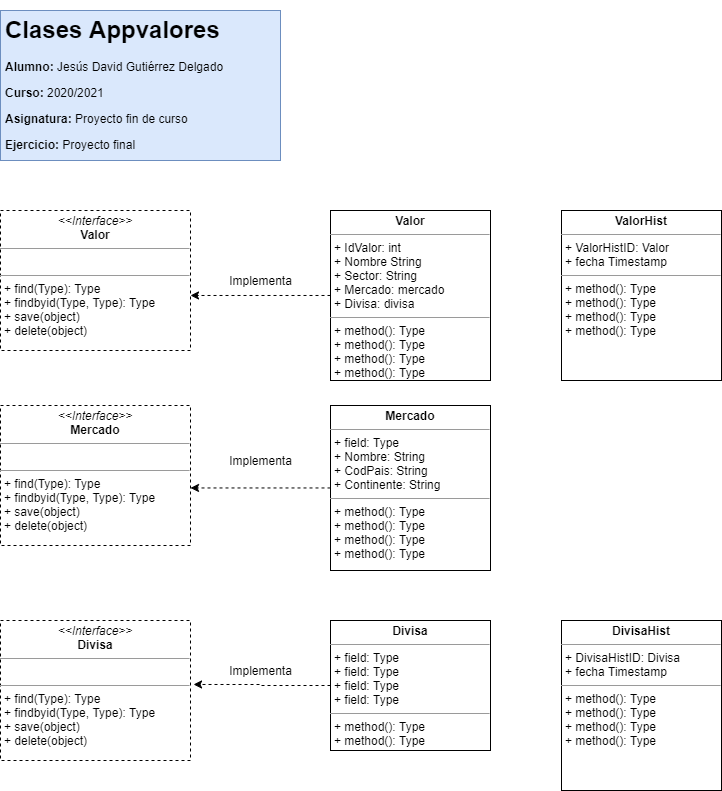 Clases Appvalores
Alumno: Jesús David Gutiérrez Delgado
Curso: 2020/2021
Asignatura: Proyecto fin de curso
Ejercicio: Proyecto final
<<Interface>>
Valor
+ find(Type): Type
+ findbyid(Type, Type): Type
+ save(object)
+ delete(object)
Implementa
Valor
+ IdValor: int
+ Nombre String
+ Sector: String
+ Mercado: mercado
+ Divisa: divisa
+ method(): Type
+ method(): Type
+ method(): Type
+ method(): Type
ValorHist
+ ValorHistID: Valor
+ fecha Timestamp
+ method(): Type
+ method(): Type
+ method(): Type
+ method(): Type
<<Interface>>
Mercado
+ find(Type): Type
+ findbyid(Type, Type): Type
+ save(object)
+ delete(object)
Implementa
Mercado
+ field: Type
+ Nombre: String
+ CodPais: String
+ Continente: String
+ method(): Type
+ method(): Type
+ method(): Type
+ method(): Type
<<Interface>>
Divisa
+ find(Type): Type
+ findbyid(Type, Type): Type
+ save(object)
+ delete(object)
Implementa
Divisa
+ field: Type
+ field: Type
+ field: Type
+ field: Type
+ method(): Type
+ method(): Type
DivisaHist
+ DivisaHistID: Divisa
+ fecha Timestamp
+ method(): Type
+ method(): Type
+ method(): Type
+ method(): Type